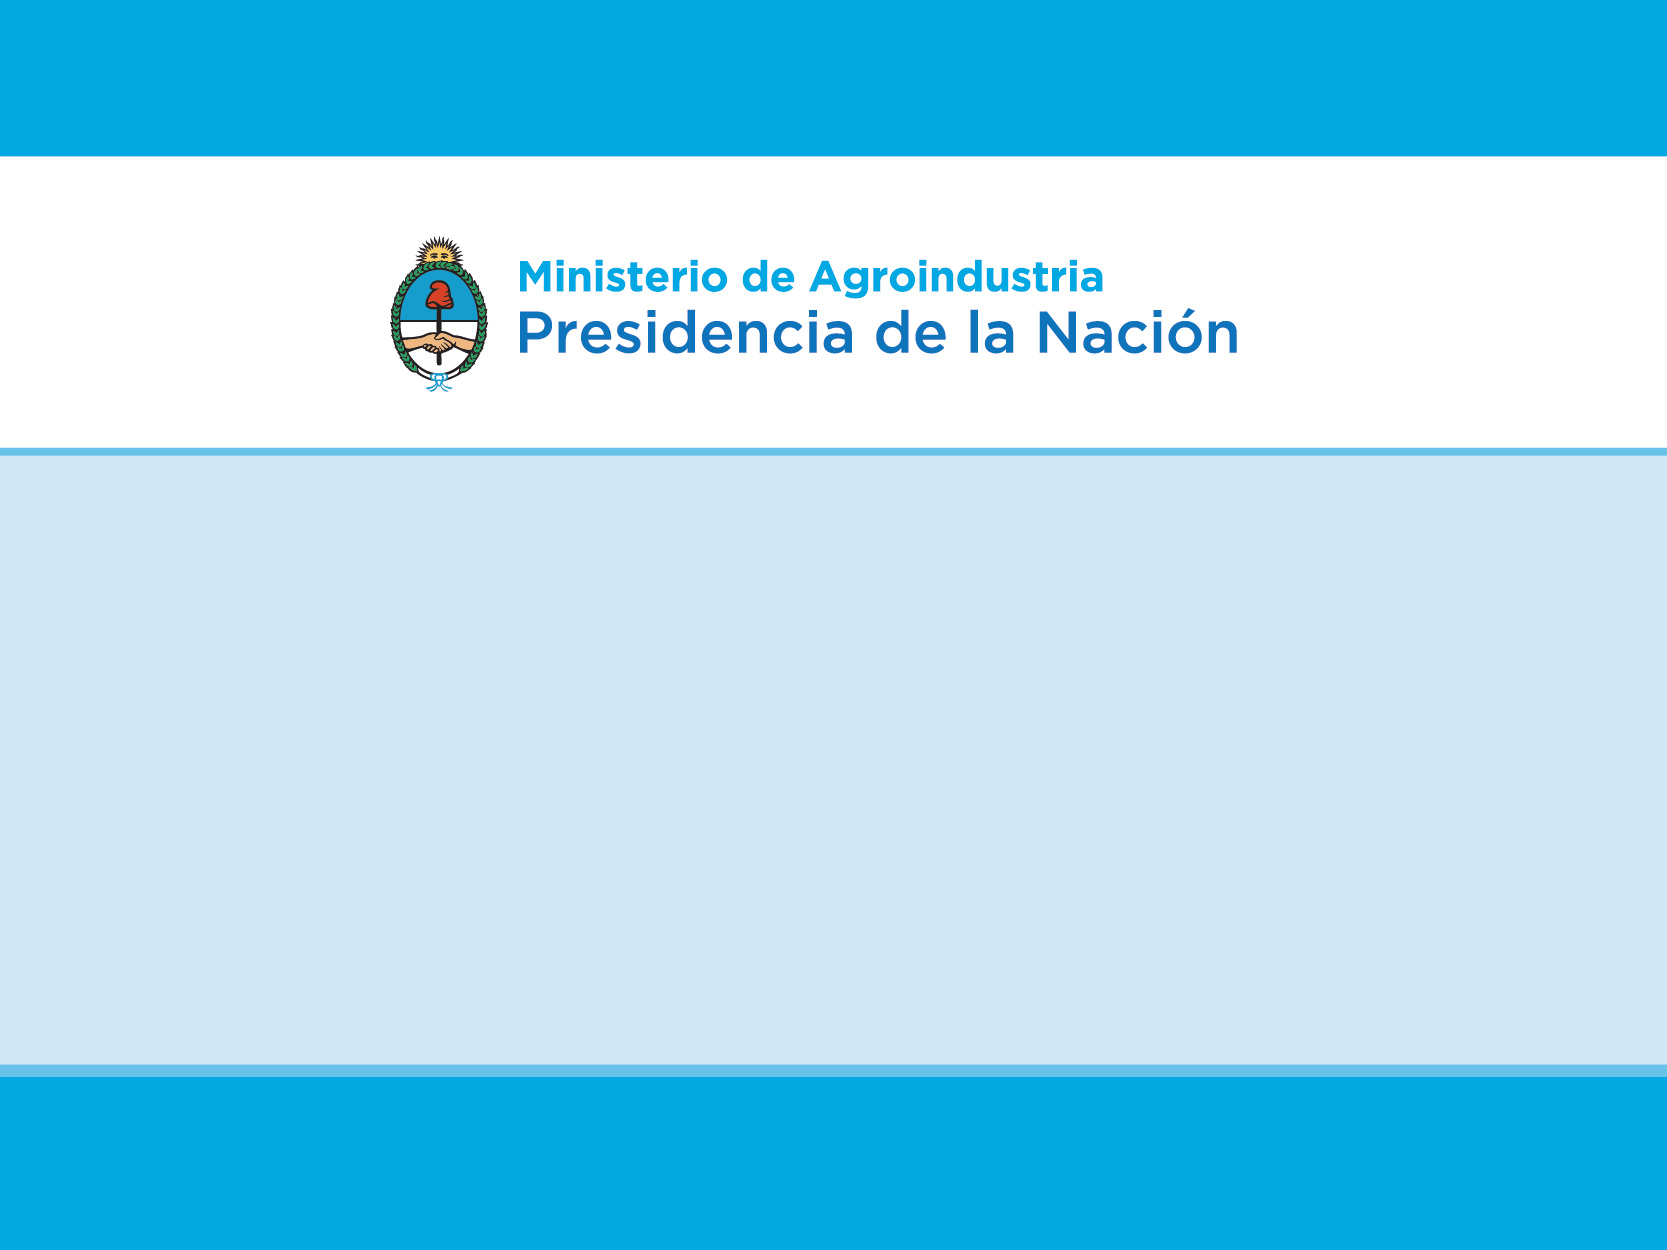 Ministerio de Agroindustria
Presidencia de la Nación